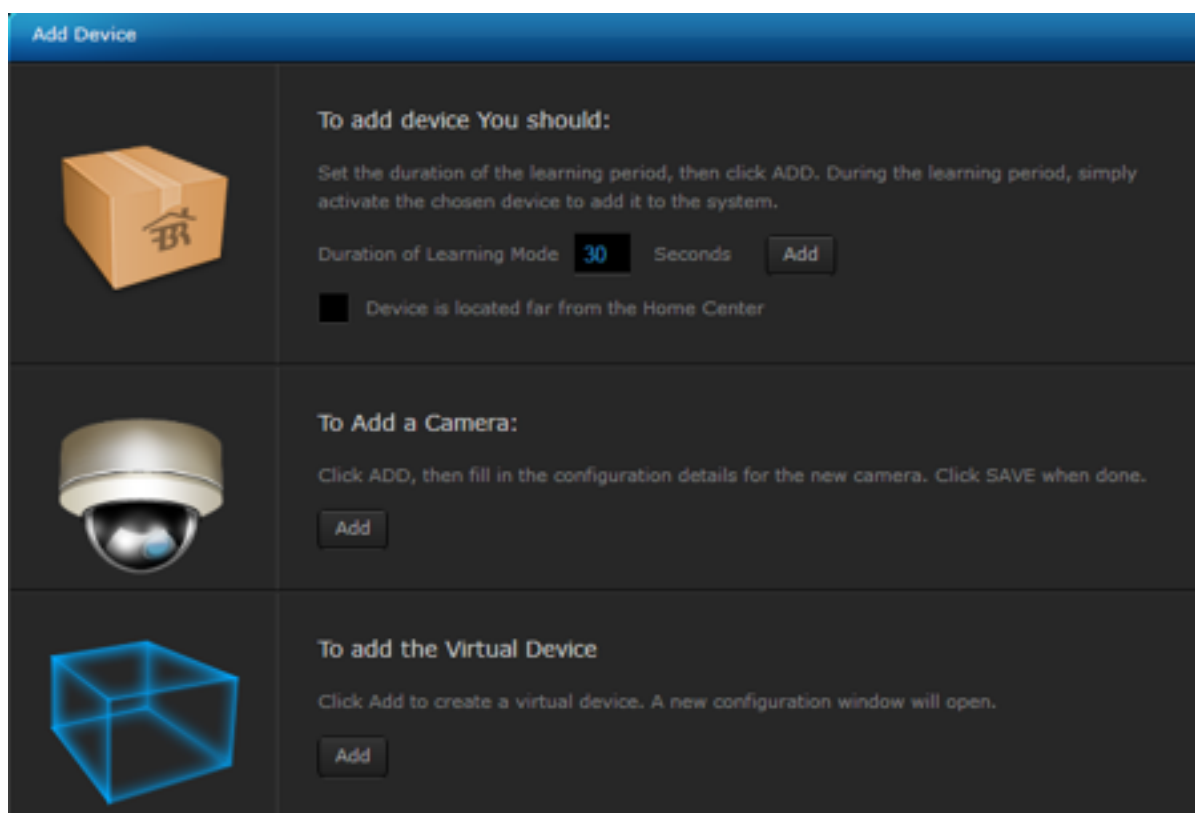 Add Device
To add device You should:
Set the duration of the learning period, then click ADD. During the learning period, simply
activate the chosen device to add it to the system.
Duration of Learning Mode 30 Seconds Add
Device is located far from the Home Center
To Add a Camera:
Click ADD, then fill in the configuration details for the new camera. Click SAVE when done.
Add
To add the Virtual Device
Click Add to create a virtual device. A new configuration window will open.
Add